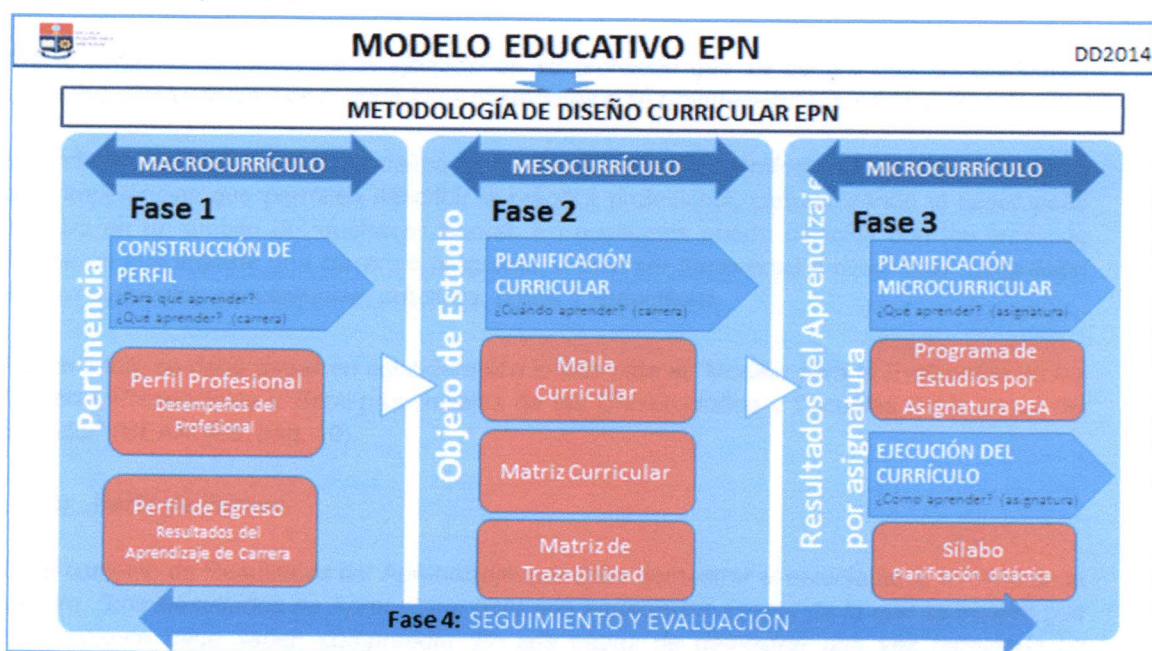 MODELO EDUCATIVO EPN
DD2014
METODOLOGÍA DE DISEÑO CURRICULAR EPN
MACROCURRÍCULO
Fase 1
Pertinencia
CONSTRUCCIÓN DE
PERFIL
¿Para qué aprender?
¿Qué aprender? (carrera)
Perfil Profesional
Desempeños del
Profesional
Perfil de Egreso
Resultados del
Aprendizaje de Carrera
MESOCURRÍCULO
Fase 2
Objeto de Estudio
PLANIFICACIÓN
CURRICULAR
¿Cuándo aprender? (carrera)
Malla
Curricular
Matriz Curricular
Matriz de
Trazabilidad
MICROCURRÍCULO
Fase 3
Resultados del Aprendizaje
por asignatura
PLANIFICACIÓN
MICROCURRICULAR
¿Qué aprender? (asignatura)
Programa de
Estudios por
Asignatura PEA
EJECUCIÓN DEL
CURRÍCULO
¿Cómo aprender? (asignatura)
Sílabo
Planificación didáctica
Fase 4: SEGUIMIENTO Y EVALUACIÓN